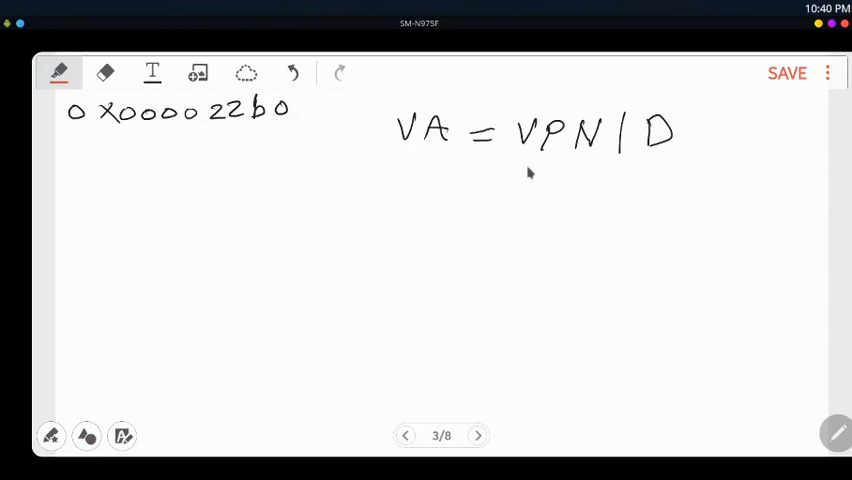 10:40 PM
SM-N975F
T
SAVE
0x000022b0
VA = VPN | D
3/8